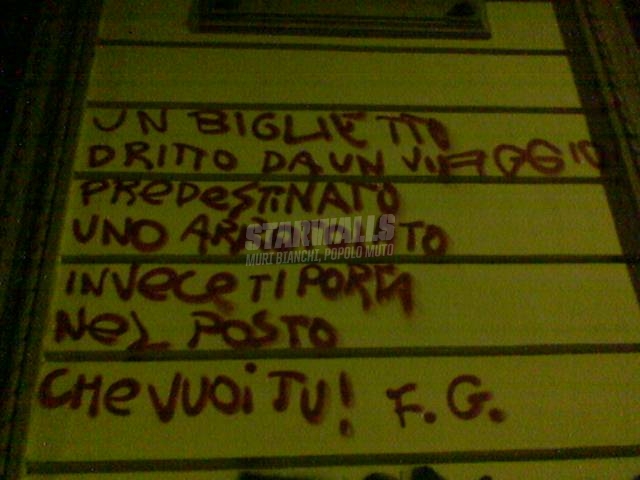 UN BIGLIETTO
DRITTO DA UN VIAGGIO
PREDESTINATO
UNO
STARWALLS
MURI BIANCHI, POPOLO MUTO
INVECE TI PORTA
NEL POSTO
CHE VUOI TU! F. G.